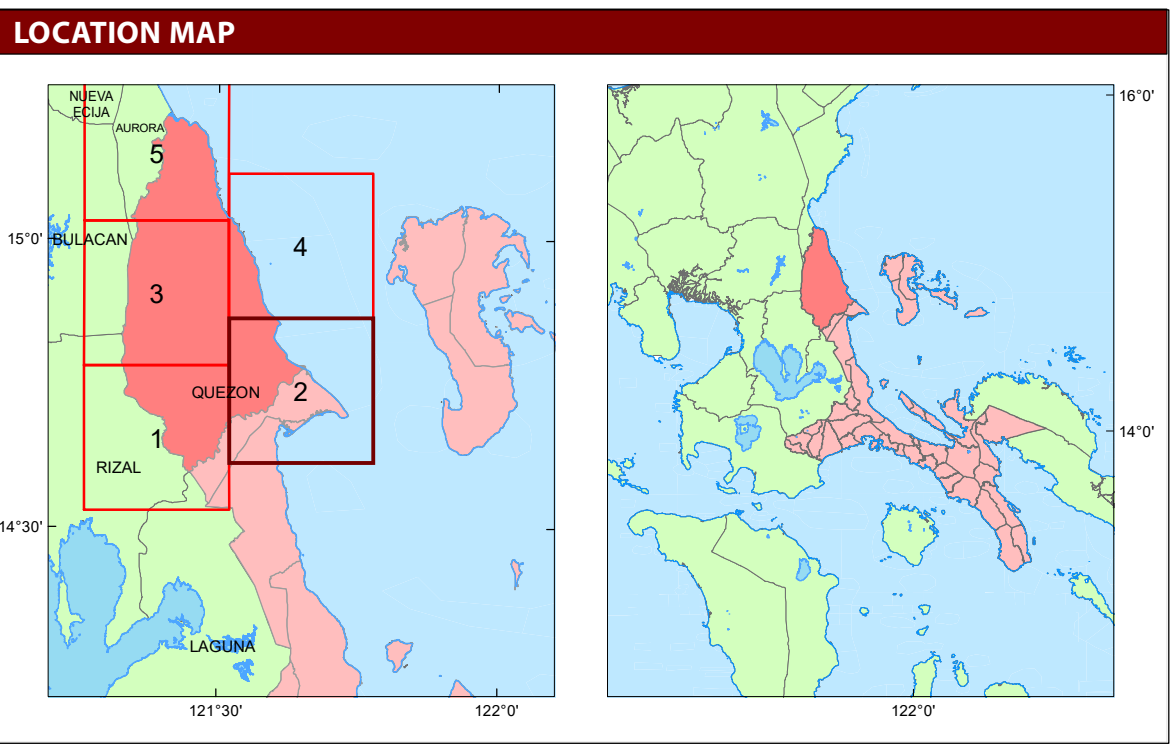 LOCATION MAP
NUEVA
ECIJA
AURORA
5
15°0'
BULACAN
4
3
QUEZON
2
1
RIZAL
14°30'
LAGUNA
121°30'
122°0'
16°0'
14°0'
122°0'